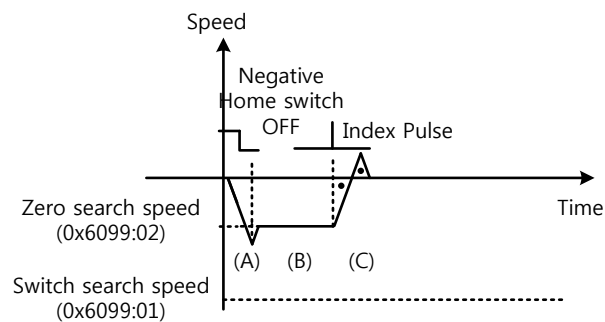 Speed
Negative
Home switch
OFF
Index Pulse
Zero search speed
(0x6099:02)
Time
(A)
(B)
(C)
Switch search speed
(0x6099:01)